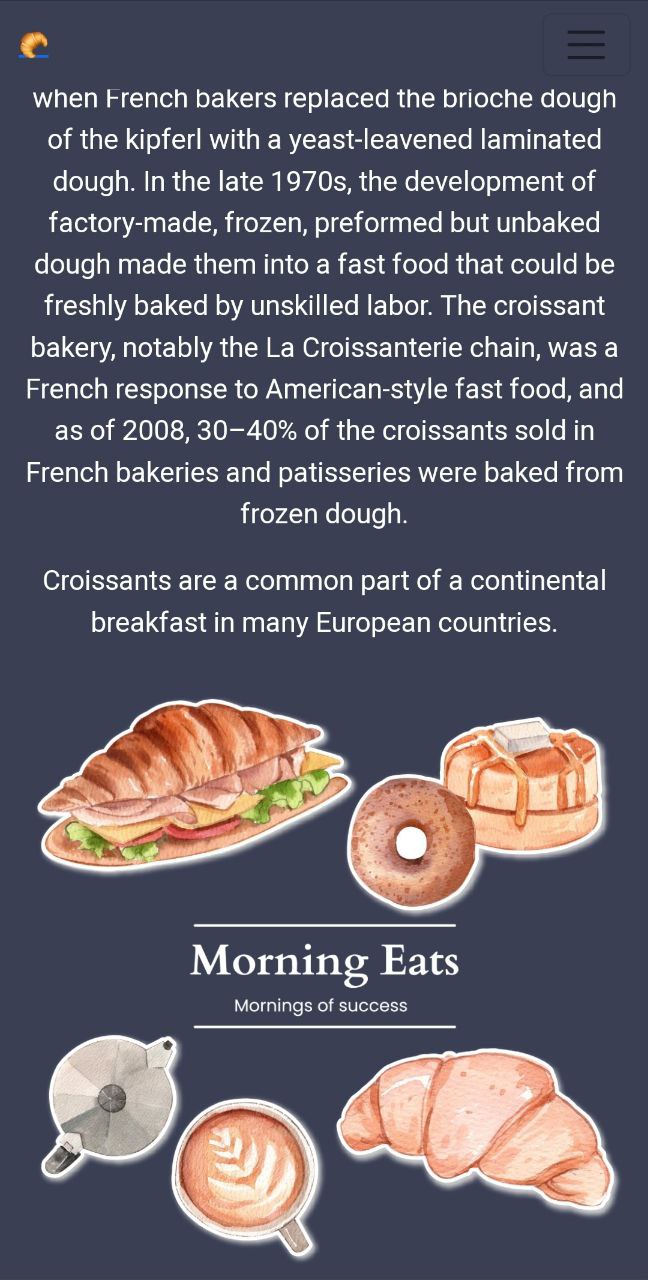 when French bakers replaced the brioche dough
of the kipferl with a yeast-leavened laminated
dough. In the late 1970s, the development of
factory-made, frozen, preformed but unbaked
dough made them into a fast food that could be
freshly baked by unskilled labor. The croissant
bakery, notably the La Croissanterie chain, was a
French response to American-style fast food, and
as of 2008, 30–40% of the croissants sold in
French bakeries and patisseries were baked from
frozen dough.
Croissants are a common part of a continental
breakfast in many European countries.
Morning Eats
Mornings of success